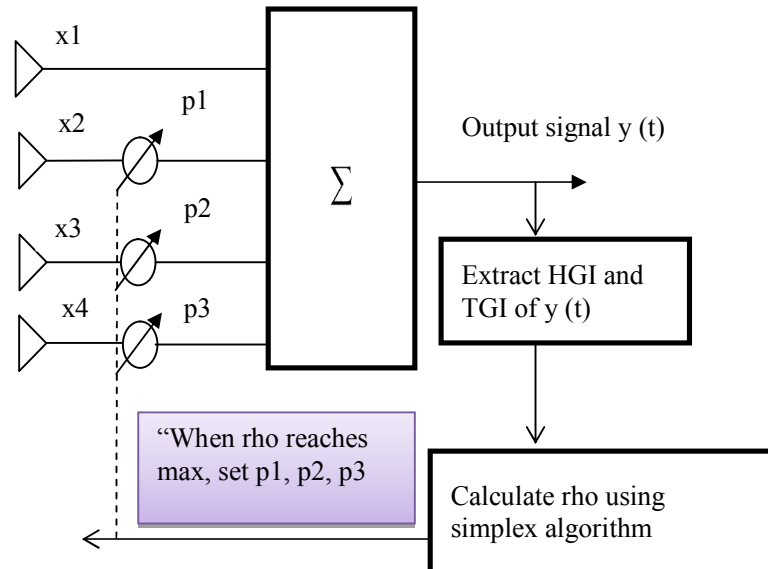 x1
p1
x2
Output signal y (t)
∑
p2
x3
Extract HGI and
TGI of y (t)
x4
p3
“When rho reaches
max, set p1, p2, p3
Calculate rho using
simplex algorithm